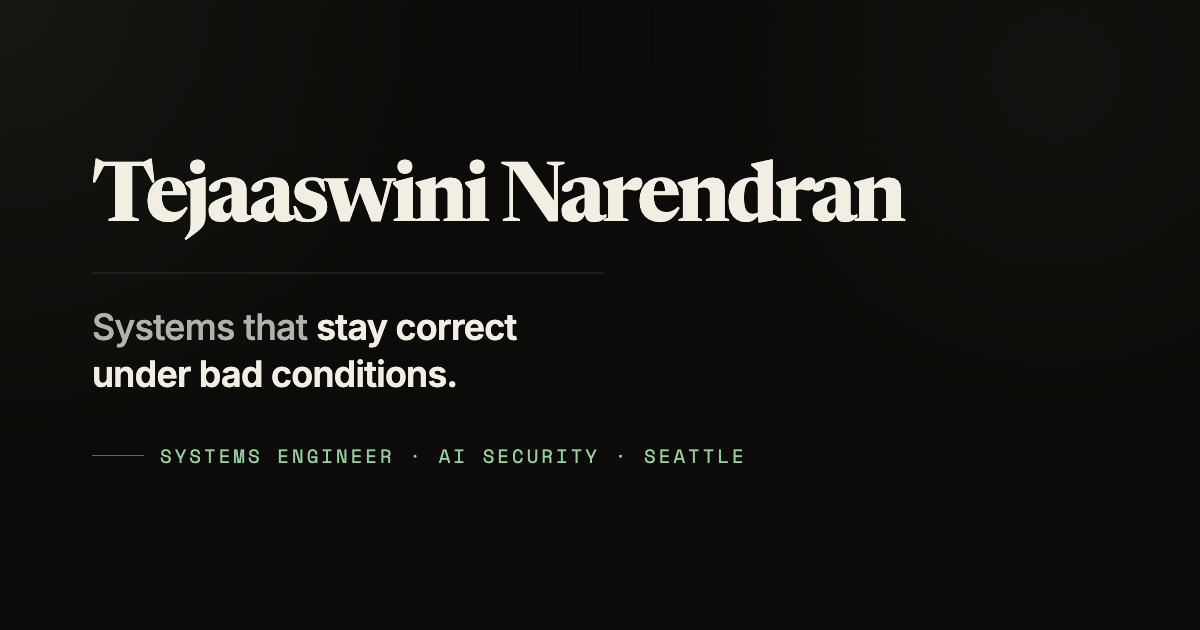 Tejaaswini Narendran
Systems that stay correct
under bad conditions.
SYSTEMS ENGINEER · AI SECURITY · SEATTLE